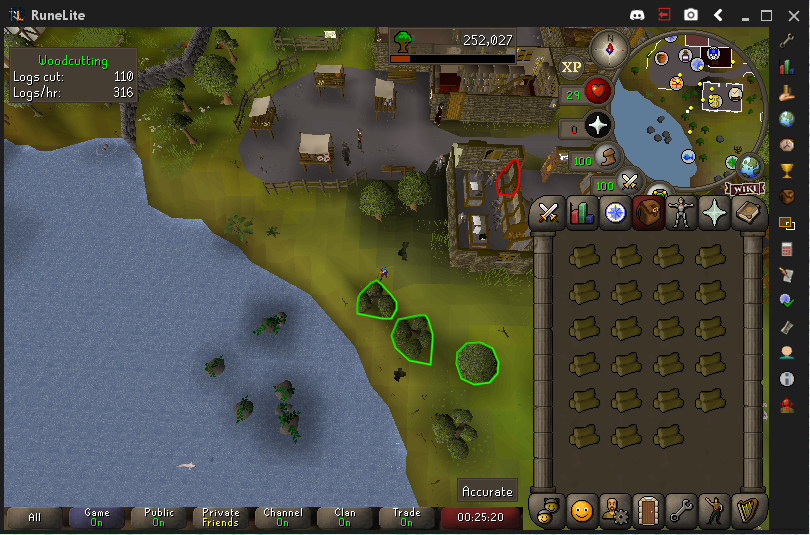 RuneLite
Woodcutting
Logs cut: 110
Logs/hr: 316
252,027
XP
29
0
100
100
WIKI
Accurate
All
Game
On
Public
On
Private
Friends
Channel
On
Clan
On
Trade
On
00:25:20